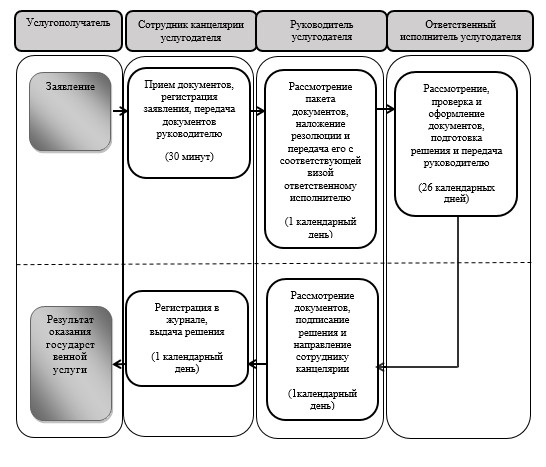 Услугополучатель
Сотрудник канцелярии
услугодателя
Руководитель
услугодателя
Ответственный
исполнитель услугодателя
Заявление
Прием документов,
регистрация
заявления, передача
документов
руководителю
(30 минут)
Рассмотрение
пакета
документов,
наложение
резолюции и
передача его с
соответствующей
визой
ответственному
исполнителю
(1 календарный
день)
Рассмотрение,
проверка и
оформление
документов,
подготовка
решения и передача
руководителю
(26 календарных
дней)
Результат
оказания
государст
венной
услуги
Регистрация в
журнале,
выдача решения
(1 календарный
день)
Рассмотрение
документов,
подписание
решения и
направление
сотруднику
канцелярии
(1календарный
день)